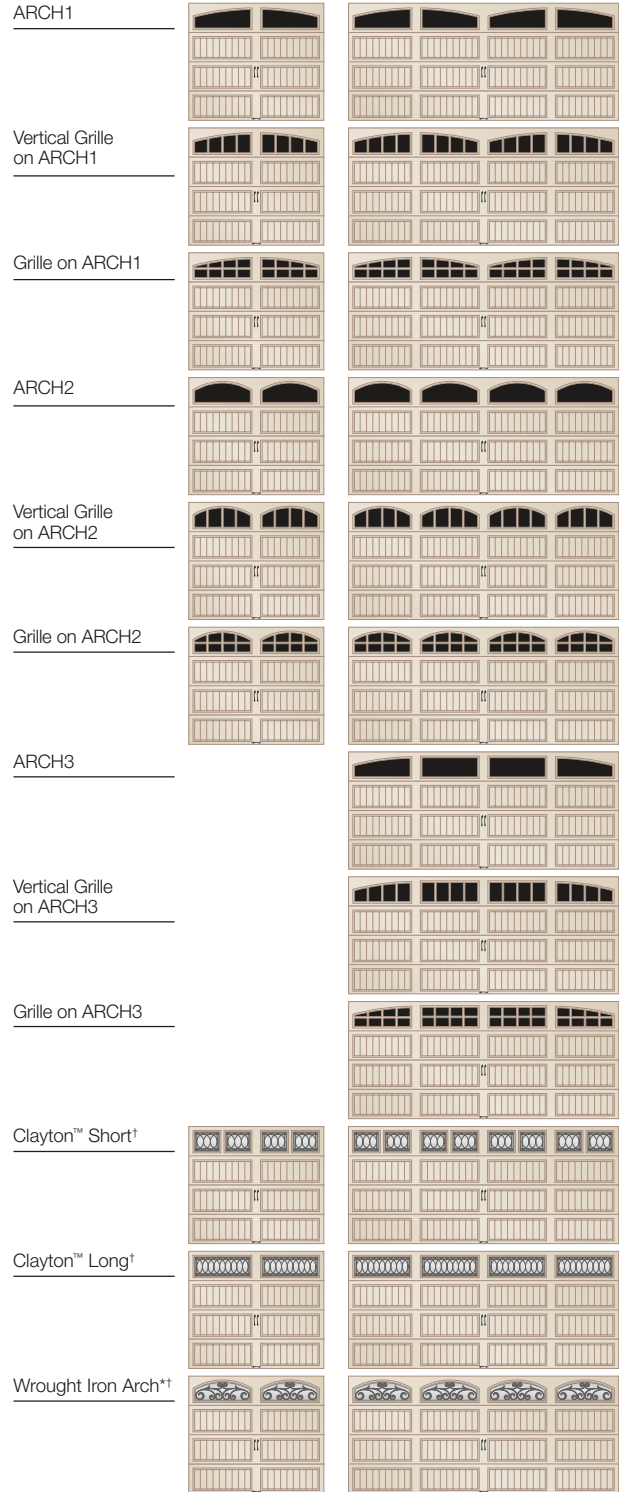 ARCH1
Vertical Grille
on ARCH1
Grille on ARCH1
ARCH2
Vertical Grille
on ARCH2
Grille on ARCH2
ARCH3
Vertical Grille
on ARCH3
Grille on ARCH3
Clayton™ Short†
Clayton™ Long†
Wrought Iron Arch*†